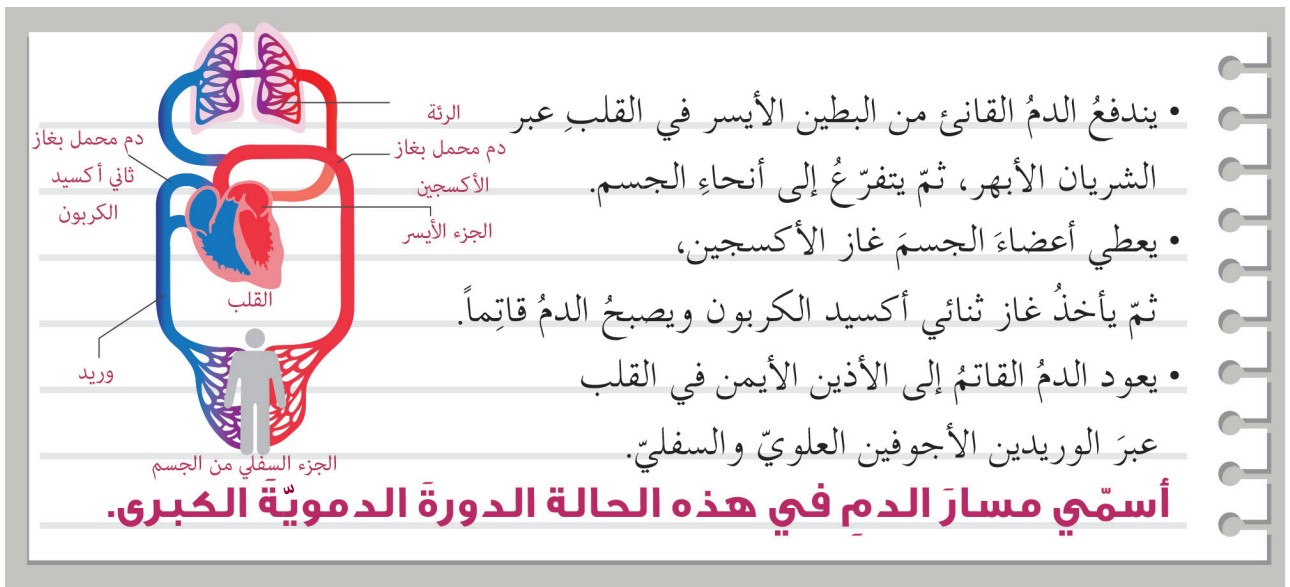 • يندفعُ الدمُ القانئ من البطين الأيسر في القلبِ عبر
الشريان الأبهر، ثمّ يتفرّعُ إلى أنحاءِ الجسم.
• يعطي أعضاءَ الجسمَ غاز الأكسجين،
ثمّ يأخذُ غاز ثنائي أكسيد الكربون ويصبحُ الدمُ قاتِماً.
• يعود الدمُ القاتمُ إلى الأذين الأيمن في القلب
عبرَ الوريدين الأجوفين العلويّ والسفليّ.
أسمّي مسارَ الدمِ في هذه الحالة الدورةَ الدمويّةَ الكبرى.
الرئة
دم محمل بغاز
الأكسجين
الجزء الأيسر
دم محمل بغاز
ثاني أكسيد
الكربون
القلب
وريد
الجزء السفلي من الجسم